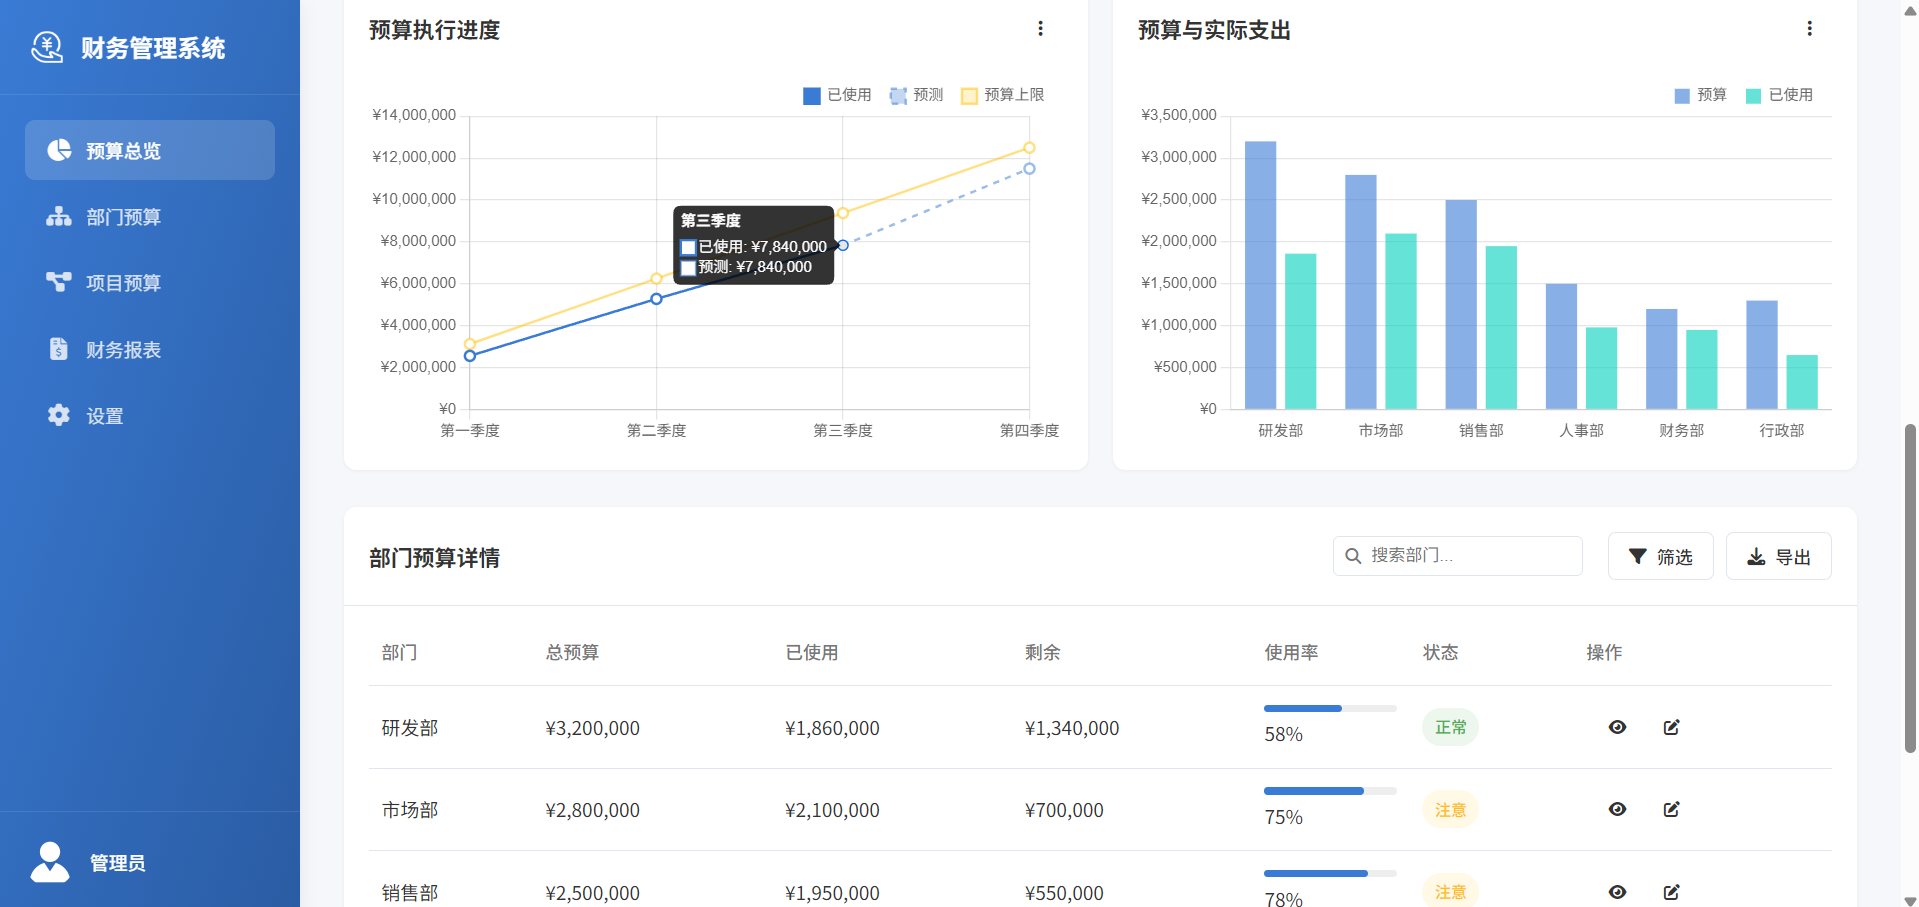 财务管理系统
预算总览
部门预算
项目预算
财务报表
设置
管理员
预算执行进度
已使用 预测 预算上限
¥14,000,000
¥12,000,000
¥10,000,000
¥8,000,000
¥6,000,000
¥4,000,000
¥2,000,000
¥0
第三季度
已使用: ¥7,840,000
预测: ¥7,840,000
第一季度 第二季度 第三季度 第四季度
预算与实际支出
预算 已使用
¥3,500,000
¥3,000,000
¥2,500,000
¥2,000,000
¥1,500,000
¥1,000,000
¥500,000
¥0
研发部 市场部 销售部 人事部 财务部 行政部
部门预算详情
搜索部门... 筛选 导出
部门 总预算 已使用 剩余 使用率 状态 操作
研发部 ¥3,200,000 ¥1,860,000 ¥1,340,000 58% 正常
市场部 ¥2,800,000 ¥2,100,000 ¥700,000 75% 注意
销售部 ¥2,500,000 ¥1,950,000 ¥550,000 78% 注意